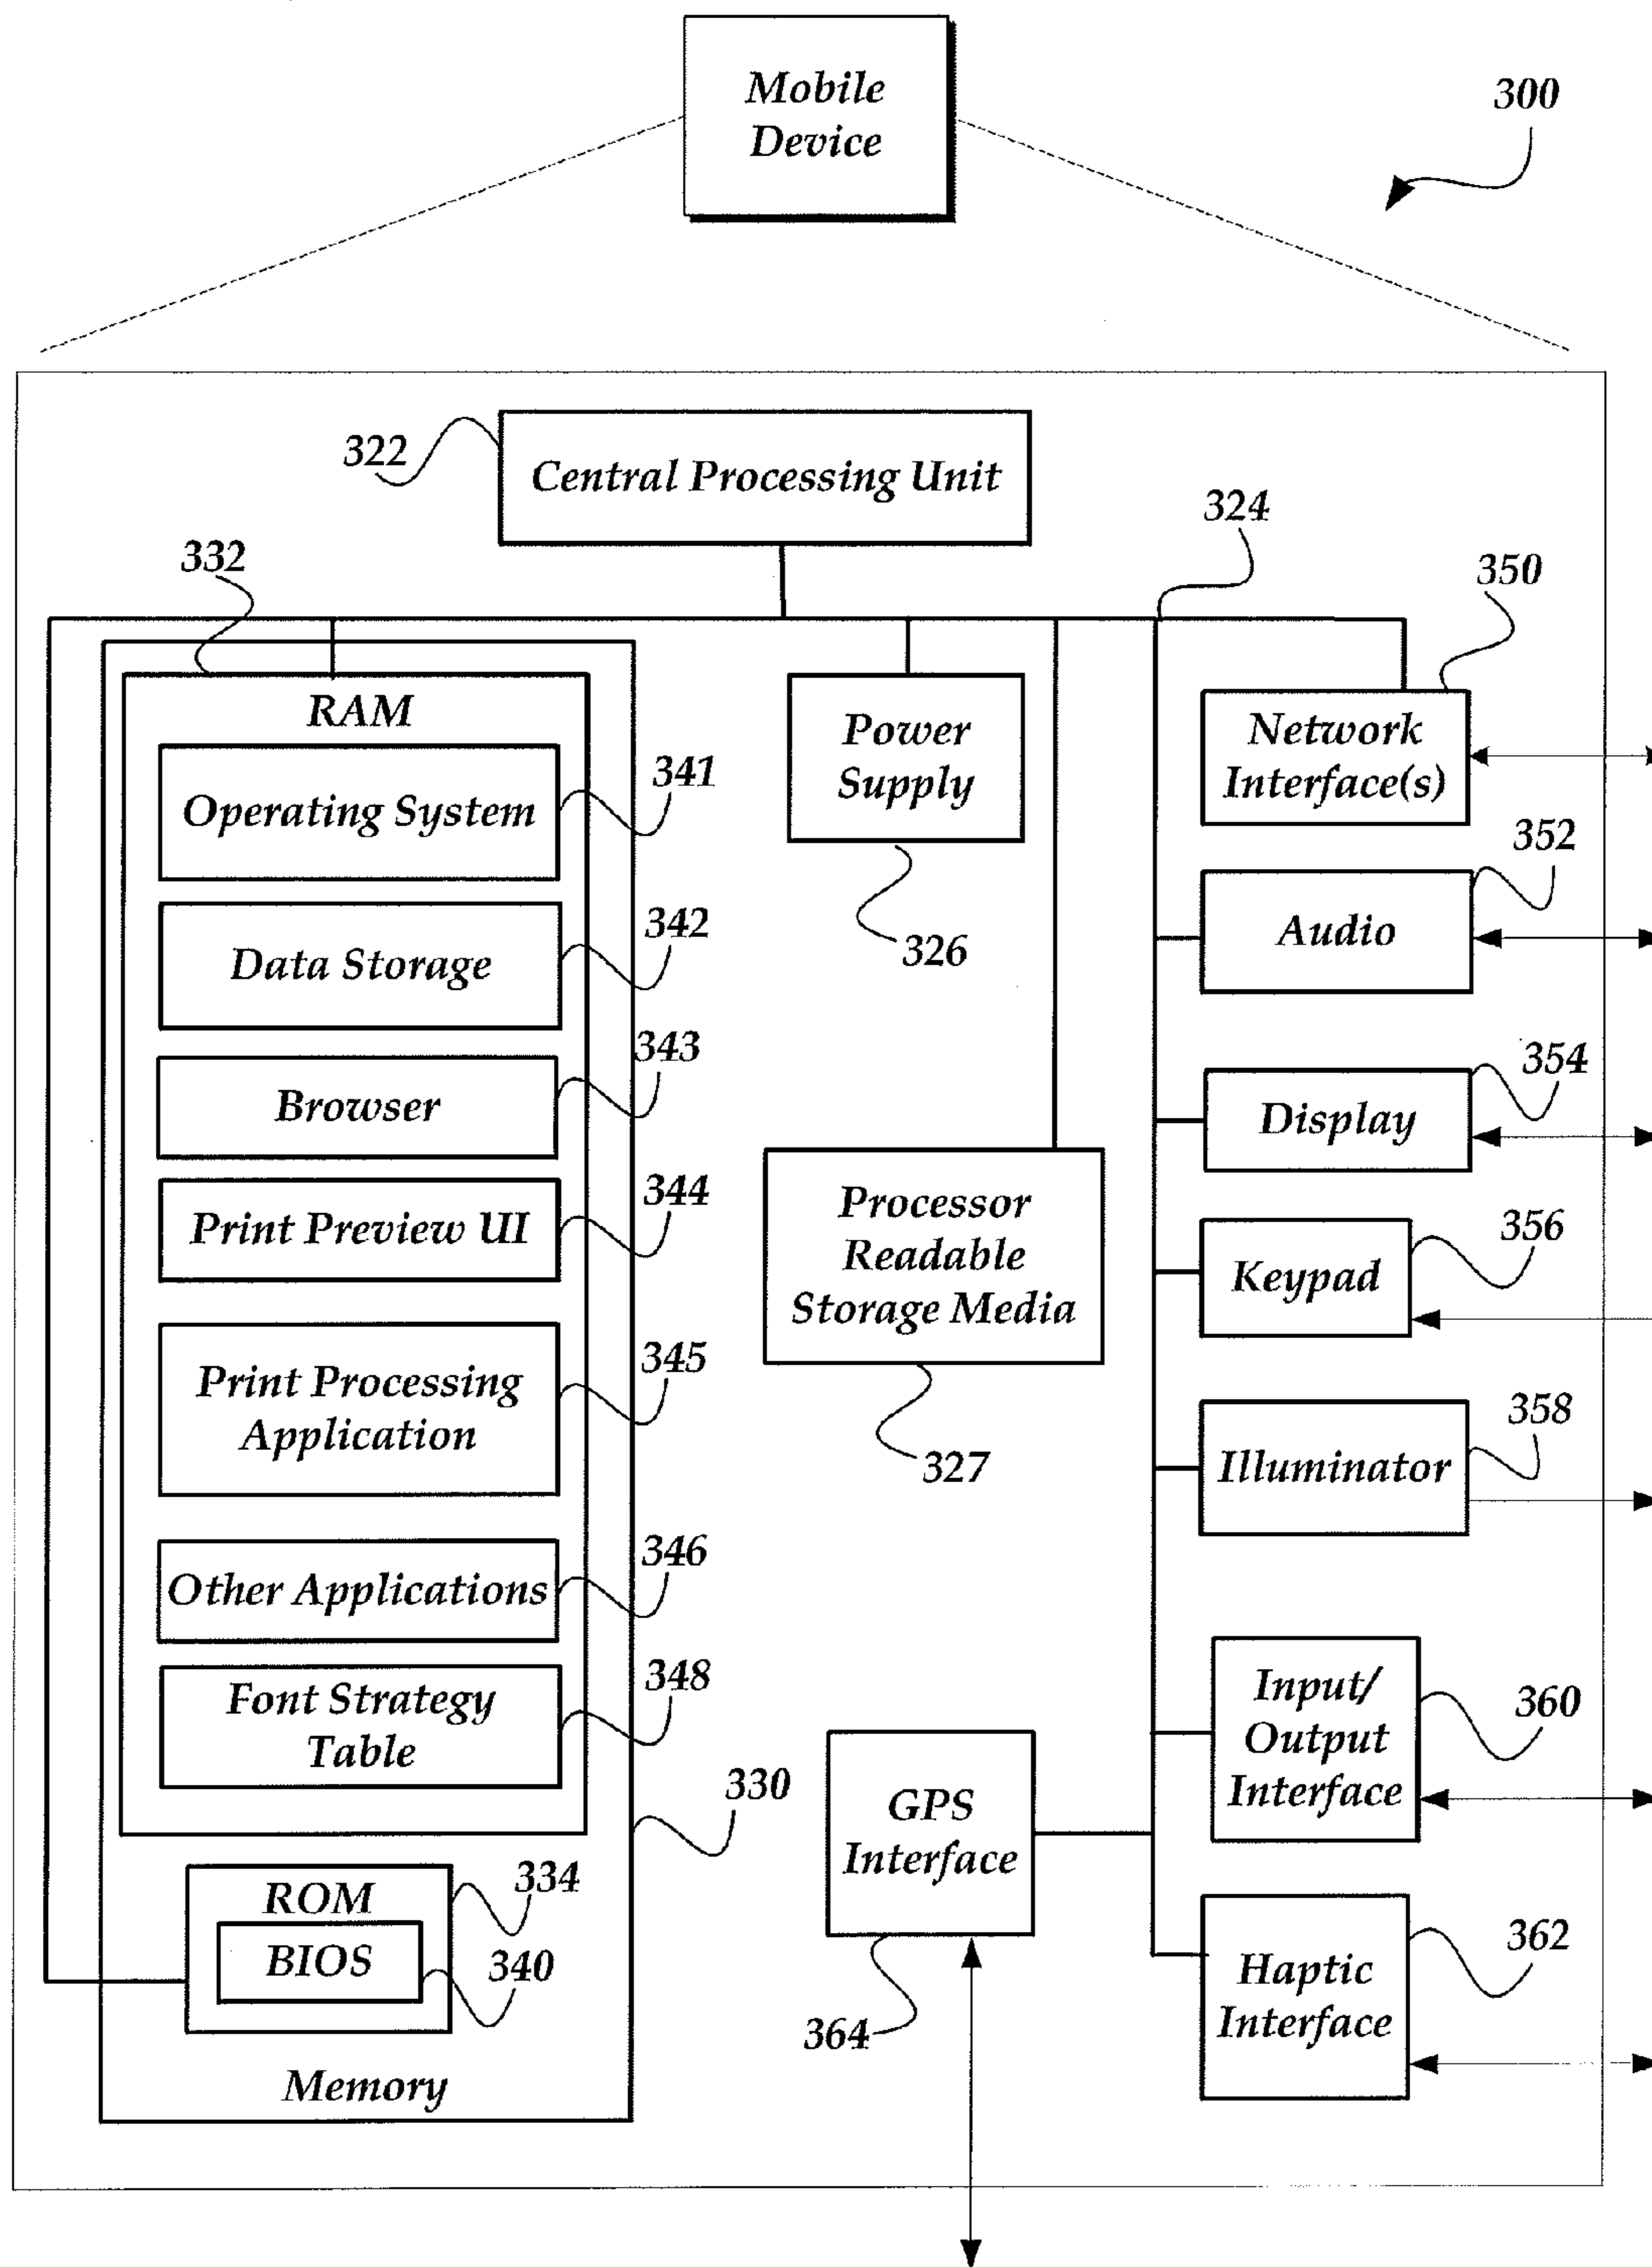 Mobile
Device
300
322
Central Processing Unit
324
332
350
RAM
Operating System
341
Data Storage
342
Browser
343
Print Preview UI
344
Print Processing
Application
345
Other Applications
346
Font Strategy
Table
348
330
ROM
334
BIOS
340
Memory
Power
Supply
326
Processor
Readable
Storage Media
327
GPS
Interface
364
Network
Interface(s)
352
Audio
354
Display
356
Keypad
358
Illuminator
Input/
Output
Interface
360
Haptic
Interface
362